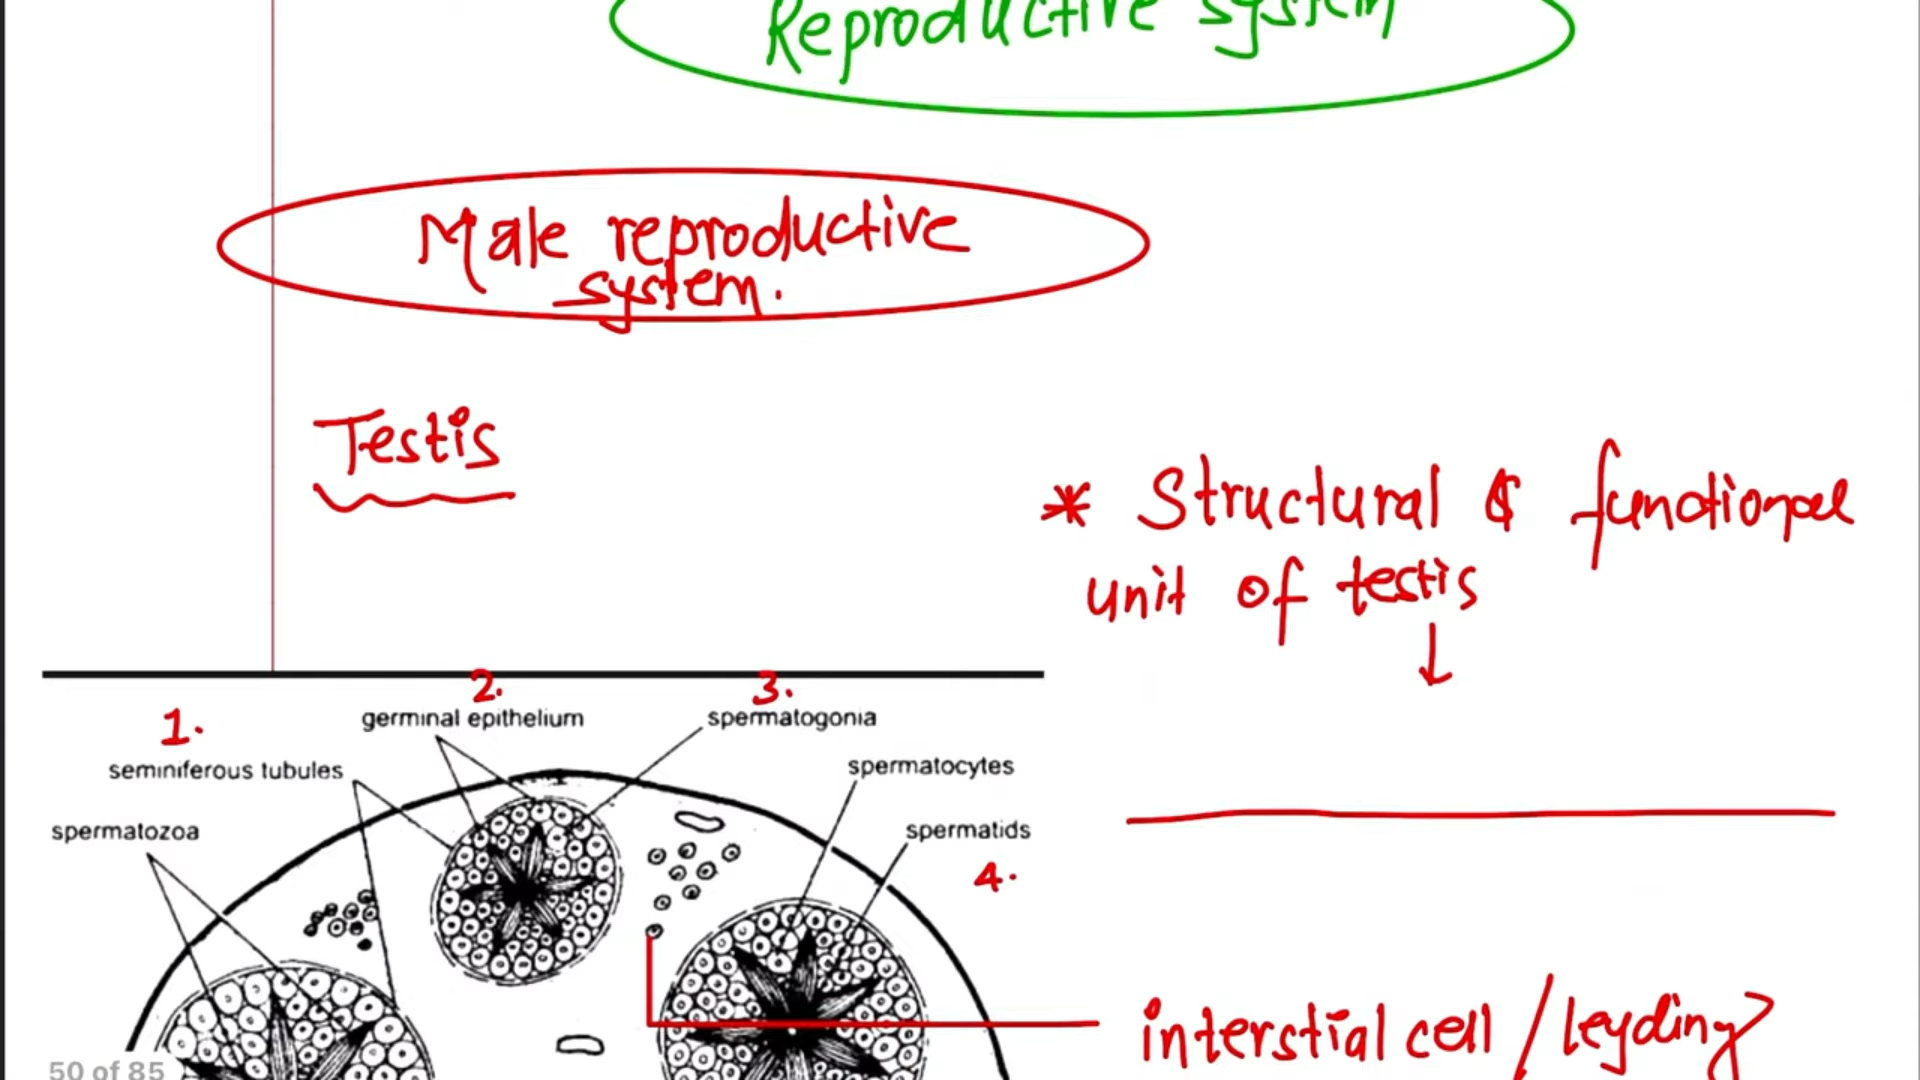 Reproductive system
Male reproductive
system.
Testis
* Structural & functional
unit of testis
↓
1.
2.
3.
germinal epithelium
spermatogonia
seminiferous tubules
spermatocytes
spermatozoa
spermatids
4.
interstial cell / leyding
50 of 85